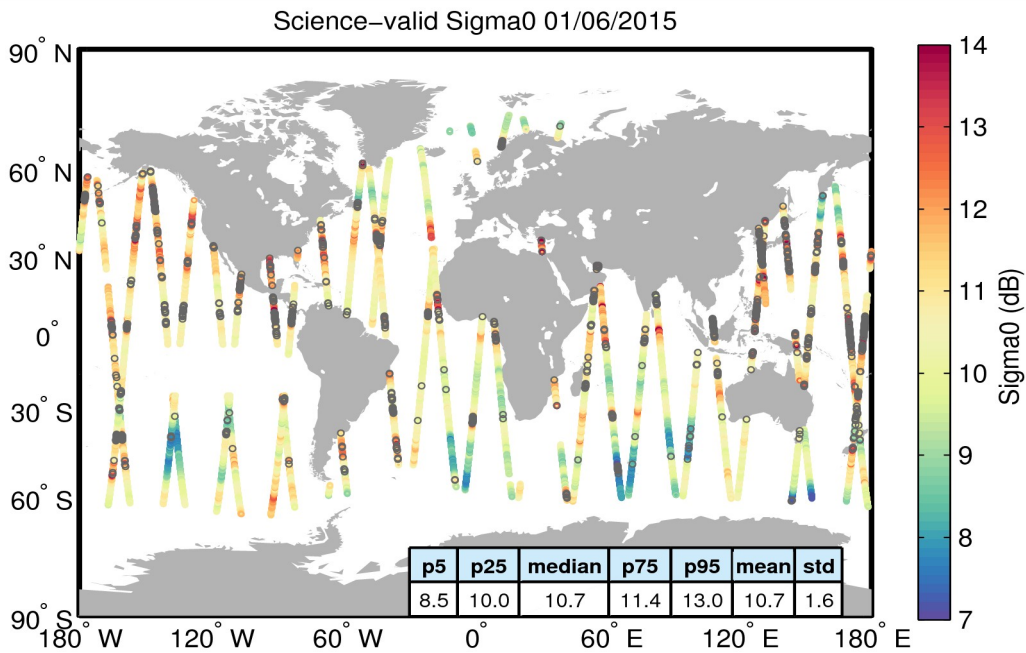 Science−valid Sigma0 01/06/2015
90° N
60° N
30° N
0°
30° S
60° S
90° S
180° W
120° W
60° W
0°
60° E
120° E
180° E
p5 p25 median p75 p95 mean std
8.5 10.0 10.7 11.4 13.0 10.7 1.6
14
13
12
11
10
9
8
7
Sigma0 (dB)